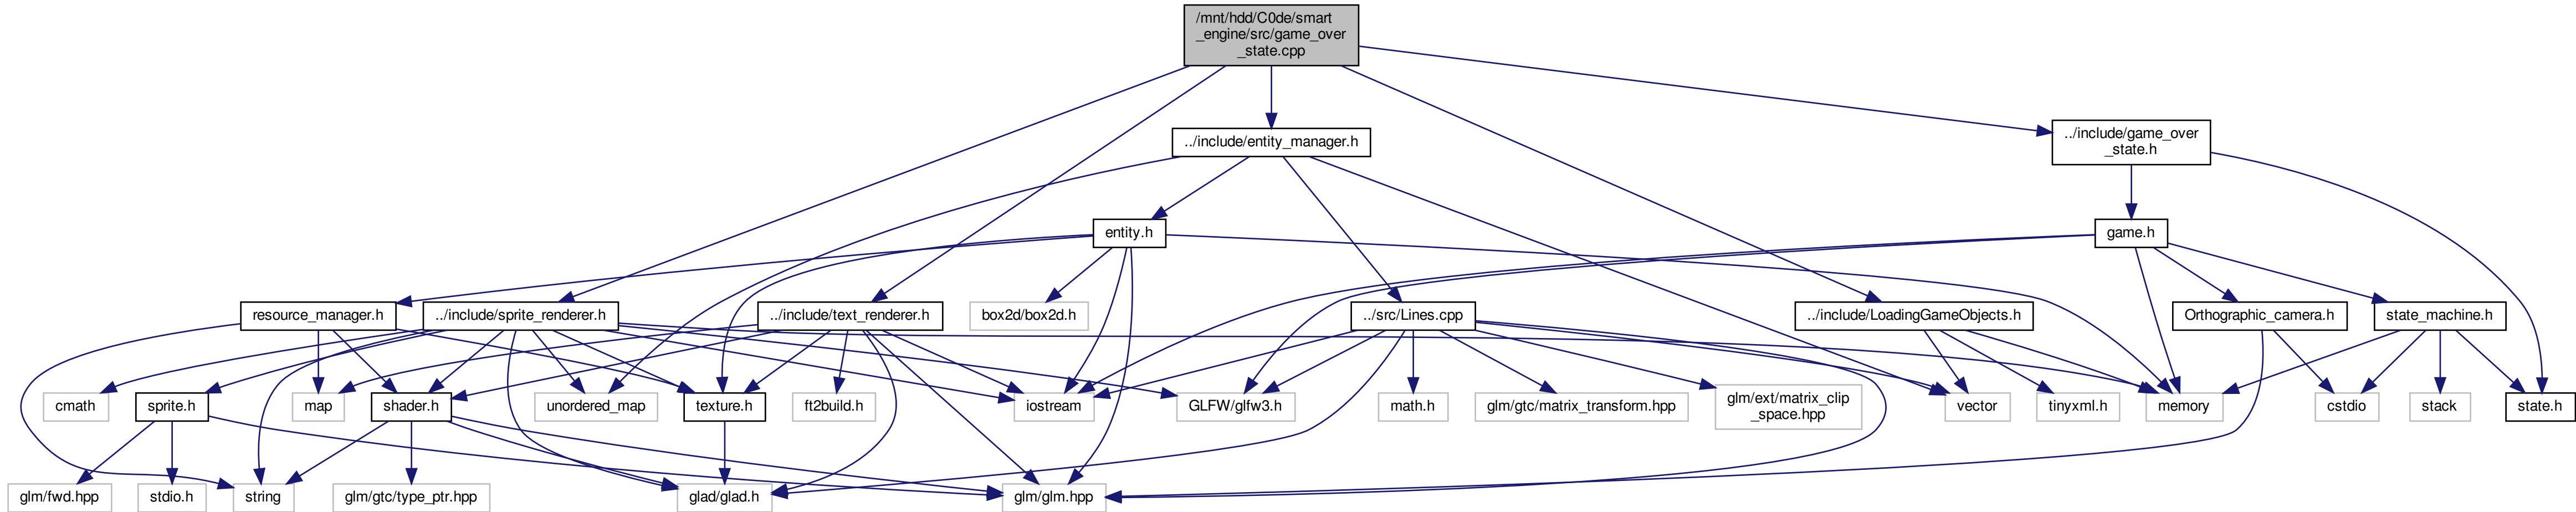 /mnt/hdd/C0de/smart
_engine/src/game_over
_state.cpp
../include/entity_manager.h
../include/game_over
_state.h
entity.h
game.h
resource_manager.h
../include/sprite_renderer.h
../include/text_renderer.h
box2d/box2d.h
../src/Lines.cpp
../include/LoadingGameObjects.h
Orthographic_camera.h
state_machine.h
cmath
sprite.h
map
shader.h
unordered_map
texture.h
ft2build.h
iostream
GLFW/glfw3.h
math.h
glm/gtc/matrix_transform.hpp
glm/ext/matrix_clip
_space.hpp
vector
tinyxml.h
memory
cstdio
stack
state.h
glm/fwd.hpp
stdio.h
string
glm/gtc/type_ptr.hpp
glad/glad.h
glm/glm.hpp